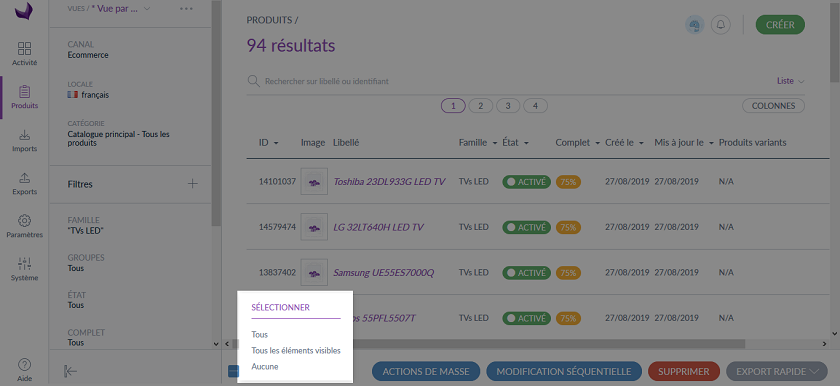 VUES / * Vue par ...
PRODUITS /
CRÉER
94 résultats
CANAL
Ecommerce
Activité
LOCALE
français
Rechercher sur libellé ou identifiant
Liste
Produits
1 2 3 4
COLONNES
CATÉGORIE
Catalogue principal - Tous les
produits
Imports
ID Image Libellé Famille État Complet Créé le Mis à jour le Produits variants
Exports
Filtres
14101037 Toshiba 23DL933G LED TV TVs LED ACTIVÉ 75% 27/08/2019 27/08/2019 N/A
Paramètres
FAMILLE
"TVs LED"
14579474 LG 32LT640H LED TV TVs LED ACTIVÉ 75% 27/08/2019 27/08/2019 N/A
GROUPES
Tous
Système
13837402 Samsung UE55ES7000Q TVs LED ACTIVÉ 75% 27/08/2019 27/08/2019 N/A
ÉTAT
Tous
SÉLECTIONNER
55PFL5507T TVs LED ACTIVÉ 75% 27/08/2019 27/08/2019 N/A
COMPLET
Tous
Tous
Tous les éléments visibles
Aucune
Aide
ACTIONS DE MASSE
MODIFICATION SÉQUENTIELLE
SUPPRIMER
EXPORT RAPIDE